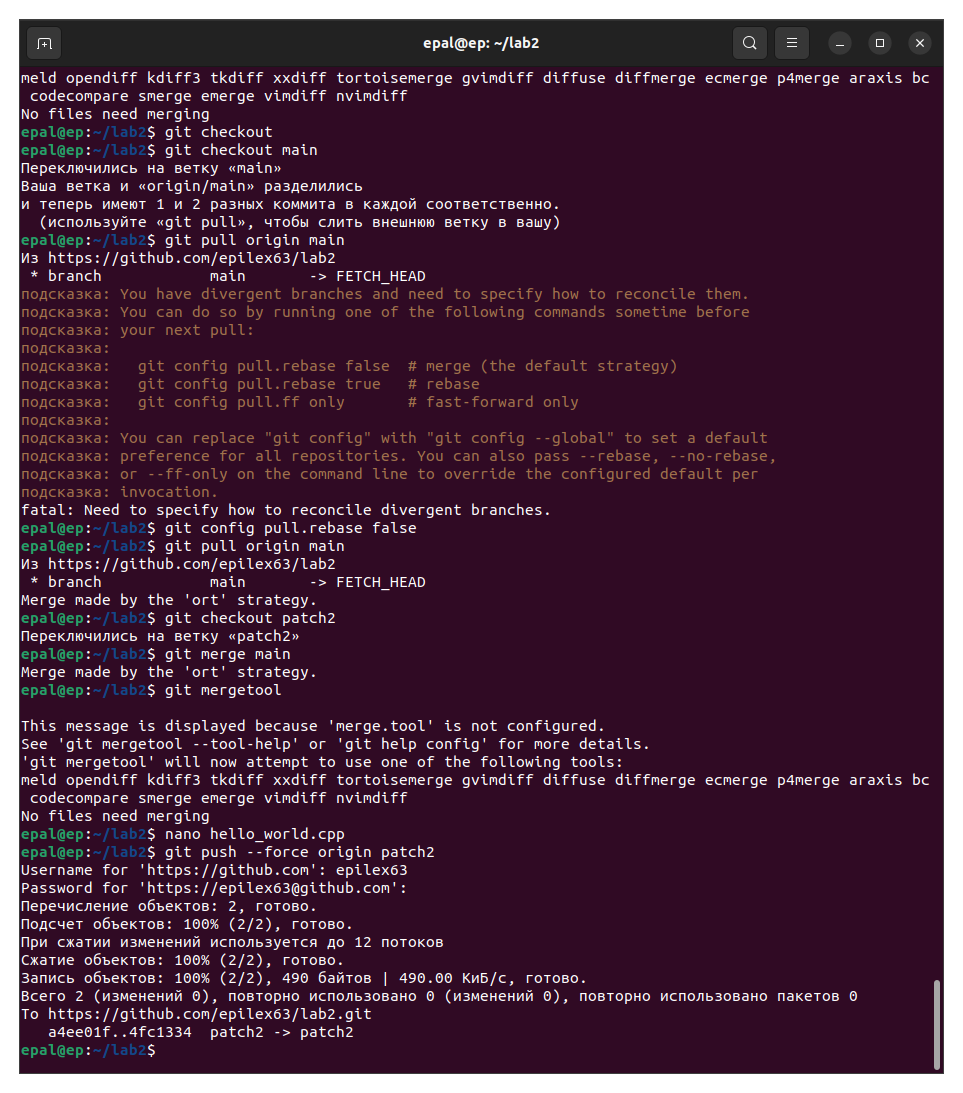 epal@ep: ~/lab2
meld opendiff kdiff3 tkdiff xxdiff tortoisemerge gvimdiff diffuse diffmerge ecmerge p4merge araxis bc
 codecompare smerge emerge vimdiff nvimdiff
No files need merging
epal@ep:~/lab2$ git checkout
epal@ep:~/lab2$ git checkout main
Переключились на ветку «main»
Ваша ветка и «origin/main» разделились
и теперь имеют 1 и 2 разных коммита в каждой соответственно.
  (используйте «git pull», чтобы слить внешнюю ветку в вашу)
epal@ep:~/lab2$ git pull origin main
Из https://github.com/epilex63/lab2
 * branch            main       -> FETCH_HEAD
подсказка: You have divergent branches and need to specify how to reconcile them.
подсказка: You can do so by running one of the following commands sometime before
подсказка: your next pull:
подсказка:
подсказка:   git config pull.rebase false  # merge (the default strategy)
подсказка:   git config pull.rebase true   # rebase
подсказка:   git config pull.ff only       # fast-forward only
подсказка:
подсказка: You can replace "git config" with "git config --global" to set a default
подсказка: preference for all repositories. You can also pass --rebase, --no-rebase,
подсказка: or --ff-only on the command line to override the configured default per
подсказка: invocation.
fatal: Need to specify how to reconcile divergent branches.
epal@ep:~/lab2$ git config pull.rebase false
epal@ep:~/lab2$ git pull origin main
Из https://github.com/epilex63/lab2
 * branch            main       -> FETCH_HEAD
Merge made by the 'ort' strategy.
epal@ep:~/lab2$ git checkout patch2
Переключились на ветку «patch2»
epal@ep:~/lab2$ git merge main
Merge made by the 'ort' strategy.
epal@ep:~/lab2$ git mergetool

This message is displayed because 'merge.tool' is not configured.
See 'git mergetool --tool-help' or 'git help config' for more details.
'git mergetool' will now attempt to use one of the following tools:
meld opendiff kdiff3 tkdiff xxdiff tortoisemerge gvimdiff diffuse diffmerge ecmerge p4merge araxis bc
 codecompare smerge emerge vimdiff nvimdiff
No files need merging
epal@ep:~/lab2$ nano hello_world.cpp
epal@ep:~/lab2$ git push --force origin patch2
Username for 'https://github.com': epilex63
Password for 'https://epilex63@github.com':
Перечисление объектов: 2, готово.
Подсчет объектов: 100% (2/2), готово.
При сжатии изменений используется до 12 потоков
Сжатие объектов: 100% (2/2), готово.
Запись объектов: 100% (2/2), 490 байтов | 490.00 КиБ/с, готово.
Всего 2 (изменений 0), повторно использовано 0 (изменений 0), повторно использовано пакетов 0
To https://github.com/epilex63/lab2.git
   a4ee01f..4fc1334  patch2 -> patch2
epal@ep:~/lab2$